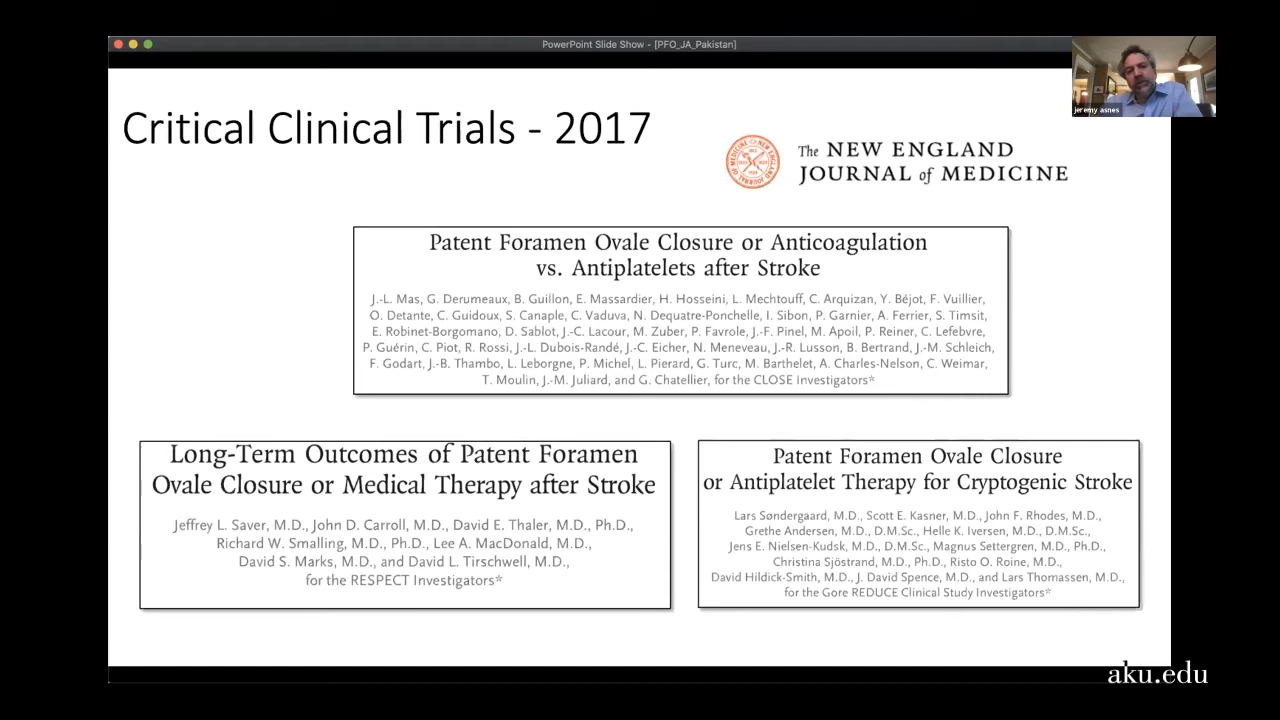 PowerPoint Slide Show - [PFO_JA_Pakistan]
jeremy asnes
Critical Clinical Trials - 2017
The NEW ENGLAND
JOURNAL of MEDICINE
Patent Foramen Ovale Closure or Anticoagulation
vs. Antiplatelets after Stroke
J.-L. Mas, G. Derumeaux, B. Guillon, E. Massardier, H. Hosseini, L. Mechtouff, C. Arquizan, Y. Béjot, F. Vuillier,
O. Detante, C. Guidoux, S. Canaple, C. Vaduva, N. Dequatre-Ponchelle, I. Sibon, P. Garnier, A. Ferrier, S. Timsit,
E. Robinet-Borgomano, D. Sablot, J.-C. Lacour, M. Zuber, P. Favrole, J.-F. Pinel, M. Apoil, P. Reiner, C. Lefebvre,
P. Guérin, C. Piot, R. Rossi, J.-L. Dubois-Randé, J.-C. Eicher, N. Meneveau, J.-R. Lusson, B. Bertrand, J.-M. Schleich,
F. Godart, J.-B. Thambo, L. Leborgne, P. Michel, L. Pierard, G. Turc, M. Barthelet, A. Charles-Nelson, C. Weimar,
T. Moulin, J.-M. Juliard, and G. Chatellier, for the CLOSE Investigators*
Long-Term Outcomes of Patent Foramen
Ovale Closure or Medical Therapy after Stroke
Jeffrey L. Saver, M.D., John D. Carroll, M.D., David E. Thaler, M.D., Ph.D.,
Richard W. Smalling, M.D., Ph.D., Lee A. MacDonald, M.D.,
David S. Marks, M.D., and David L. Tirschwell, M.D.,
for the RESPECT Investigators*
Patent Foramen Ovale Closure
or Antiplatelet Therapy for Cryptogenic Stroke
Lars Søndergaard, M.D., Scott E. Kasner, M.D., John F. Rhodes, M.D.,
Grethe Andersen, M.D., D.M.Sc., Helle K. Iversen, M.D., D.M.Sc.,
Jens E. Nielsen-Kudsk, M.D., D.M.Sc., Magnus Settergren, M.D., Ph.D.,
Christina Sjöstrand, M.D., Ph.D., Risto O. Roine, M.D.,
David Hildick-Smith, M.D., J. David Spence, M.D., and Lars Thomassen, M.D.,
for the Gore REDUCE Clinical Study Investigators*
aku.edu